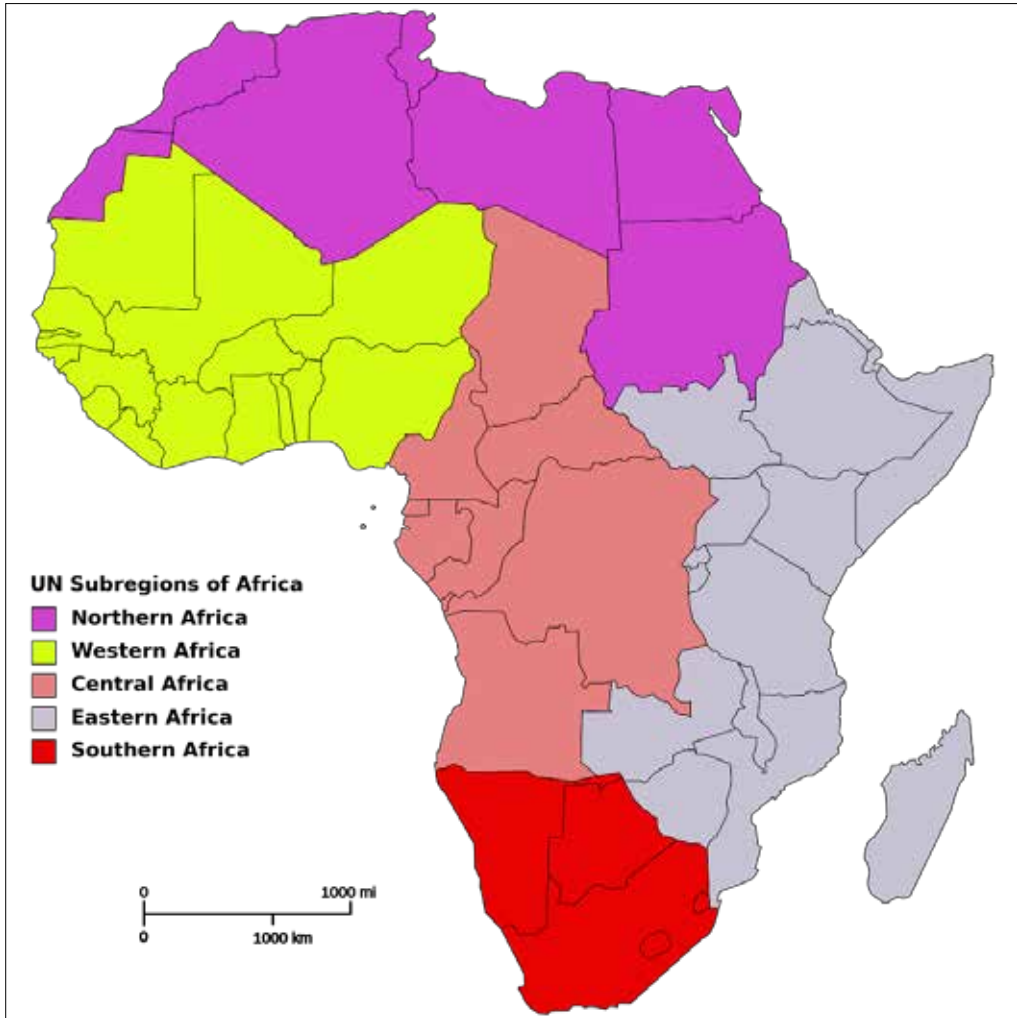 UN Subregions of Africa
Northern Africa
Western Africa
Central Africa
Eastern Africa
Southern Africa
0 1000 mi
0 1000 km